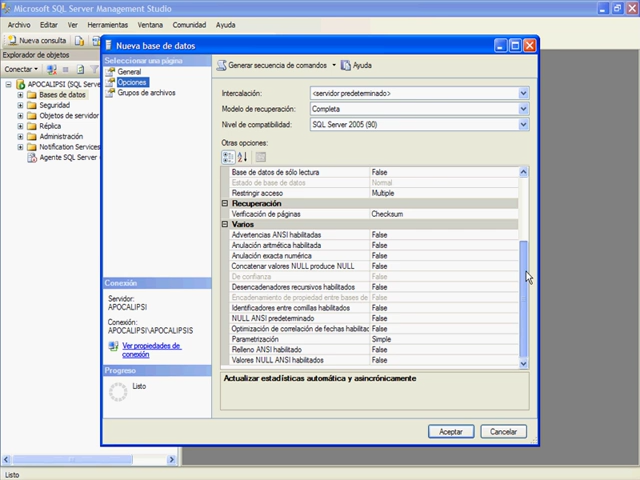 Microsoft SQL Server Management Studio
Archivo Editar Ver Herramientas Ventana Comunidad Ayuda
Nueva consulta
Explorador de objetos
Conectar
APOCALIPSI (SQL Serve
Bases de datos
Seguridad
Objetos de servidor
Réplica
Administración
Notification Services
Agente SQL Server
Nueva base de datos
Seleccionar una página
General
Opciones
Grupos de archivos
Conexión
Servidor:
APOCALIPSI
Conexión:
APOCALIPSI\APOCALIPSIS
Ver propiedades de
conexión
Progreso
Listo
Generar secuencia de comandos Ayuda
Intercalación: <servidor predeterminado>
Modelo de recuperación: Completa
Nivel de compatibilidad: SQL Server 2005 (90)
Otras opciones:
Base de datos de sólo lectura False
Estado de base de datos Normal
Restringir acceso Multiple
Recuperación
Verificación de páginas Checksum
Varios
Advertencias ANSI habilitadas False
Anulación aritmética habilitada False
Anulación exacta numérica False
Concatenar valores NULL produce NULL False
De confianza False
Desencadenadores recursivos habilitados False
Encadenamiento de propiedad entre bases de False
Identificadores entre comillas habilitados False
NULL ANSI predeterminado False
Optimización de correlación de fechas habilitac False
Parametrización Simple
Relleno ANSI habilitado False
Valores NULL ANSI habilitados False
Actualizar estadísticas automática y asincrónicamente
Aceptar Cancelar
Listo